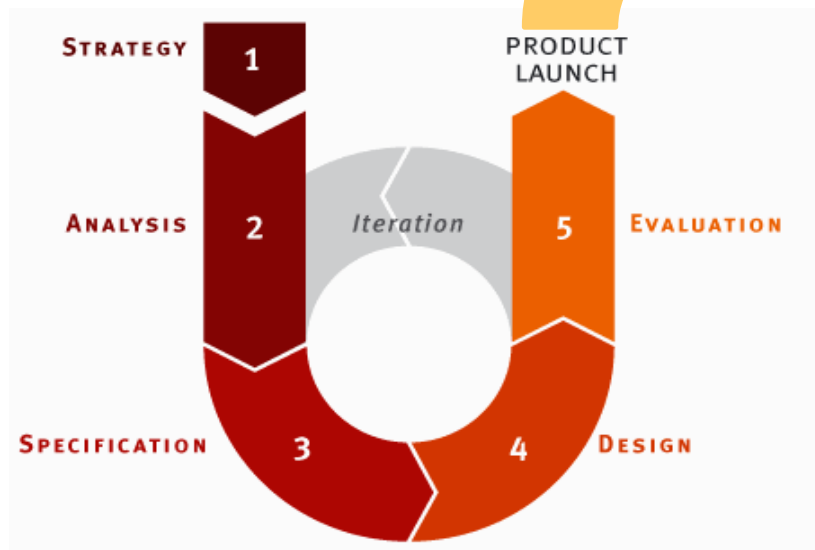 STRATEGY
1
PRODUCT
LAUNCH
ANALYSIS
2
Iteration
5
EVALUATION
SPECIFICATION
3
4
DESIGN